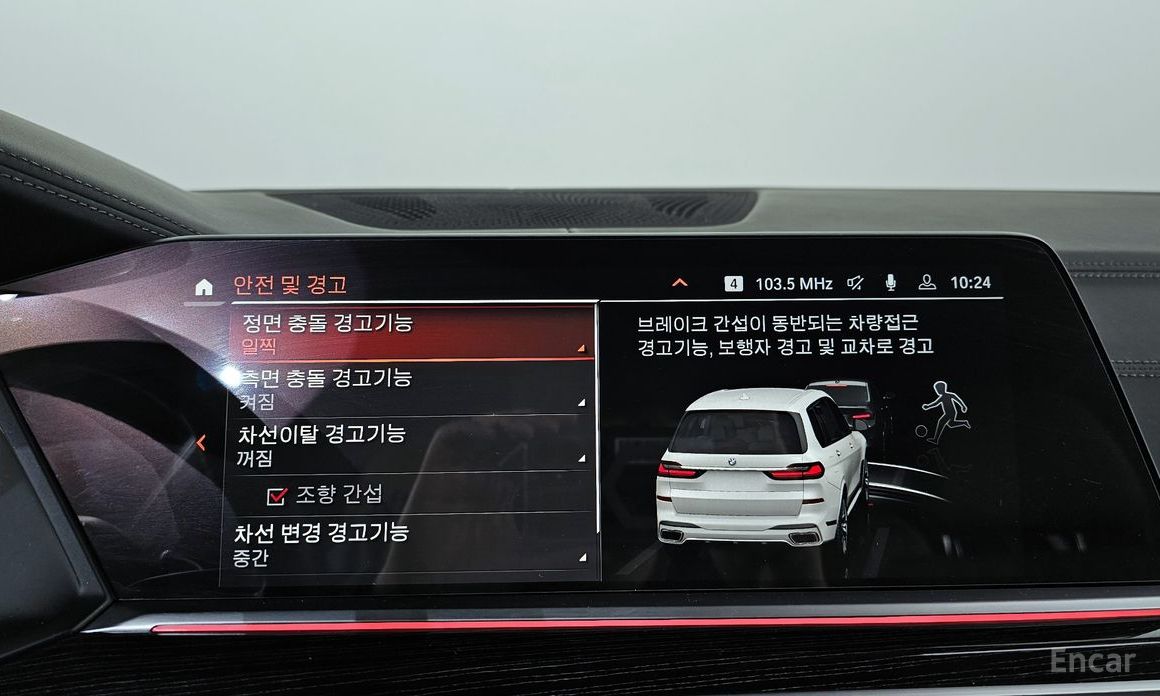 안전 및 경고
4 103.5 MHz 10:24
정면 충돌 경고기능
일찍
측면 충돌 경고기능
켜짐
차선이탈 경고기능
꺼짐
조향 간섭
차선 변경 경고기능
중간
브레이크 간섭이 동반되는 차량접근
경고기능, 보행자 경고 및 교차로 경고
Encar